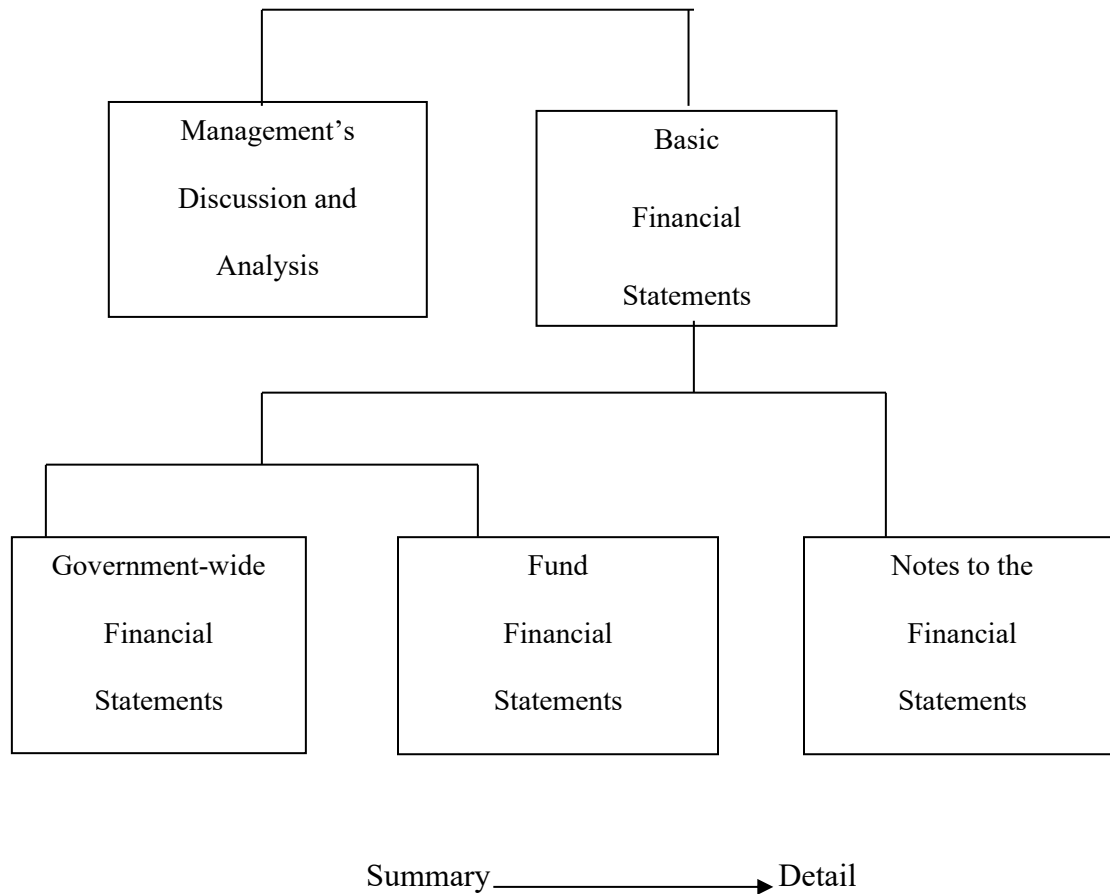 Management’s
Discussion and
Analysis
Basic
Financial
Statements
Government-wide
Financial
Statements
Fund
Financial
Statements
Notes to the
Financial
Statements
Summary Detail